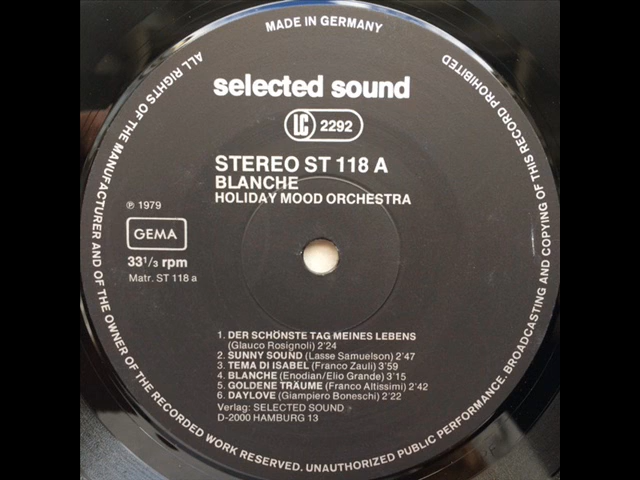 MADE IN GERMANY
ALL RIGHTS OF THE MANUFACTURER AND OF THE OWNER OF THE RECORDED WORK RESERVED. UNAUTHORIZED PUBLIC PERFORMANCE. BROADCASTING AND COPYING OF THIS RECORD PROHIBITED
selected sound
LC 2292
STEREO ST 118 A
BLANCHE
HOLIDAY MOOD ORCHESTRA
℗ 1979
GEMA
33 1/3 rpm
Matr. ST 118 a
1. DER SCHÖNSTE TAG MEINES LEBENS
(Glauco Rosignoli) 2'24
2. SUNNY SOUND (Lasse Samuelson) 2'47
3. TEMA DI ISABEL (Franco Zauli) 3'59
4. BLANCHE (Enodian/Elio Grande) 3'15
5. GOLDENE TRÄUME (Franco Altissimi) 2'42
6. DAYLOVE (Giampiero Boneschi) 2'22
Verlag: SELECTED SOUND
D-2000 HAMBURG 13